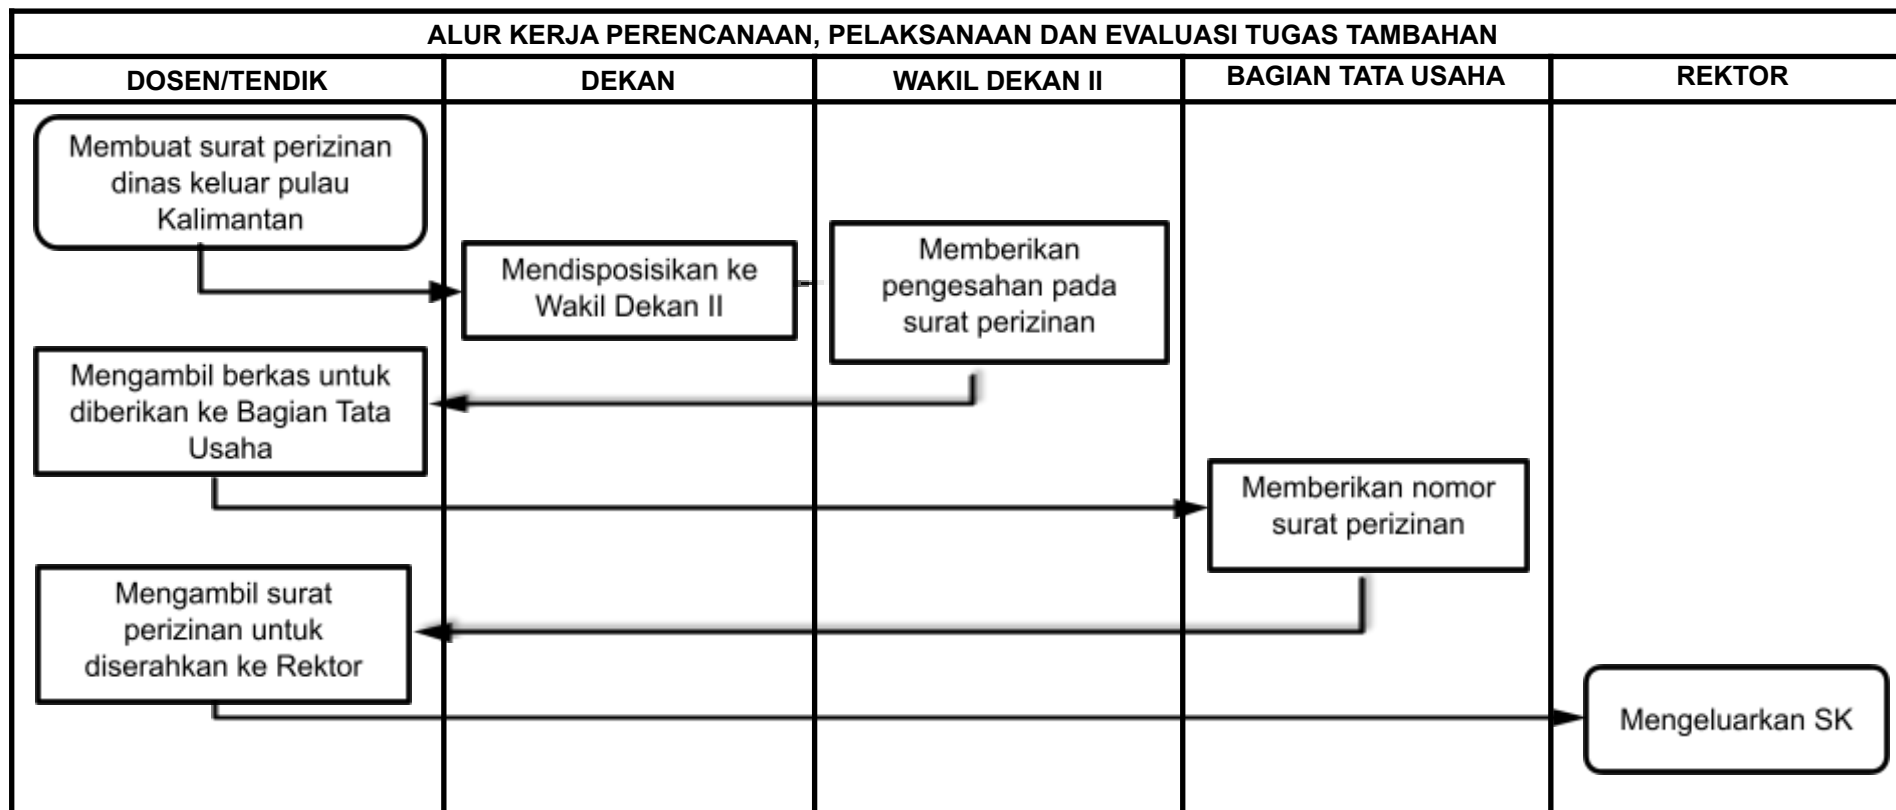 ALUR KERJA PERENCANAAN, PELAKSANAAN DAN EVALUASI TUGAS TAMBAHAN
DOSEN/TENDIK
DEKAN
WAKIL DEKAN II
BAGIAN TATA USAHA
REKTOR
Membuat surat perizinan
dinas keluar pulau
Kalimantan
Mendisposisikan ke
Wakil Dekan II
Memberikan
pengesahan pada
surat perizinan
Mengambil berkas untuk
diberikan ke Bagian Tata
Usaha
Memberikan nomor
surat perizinan
Mengambil surat
perizinan untuk
diserahkan ke Rektor
Mengeluarkan SK